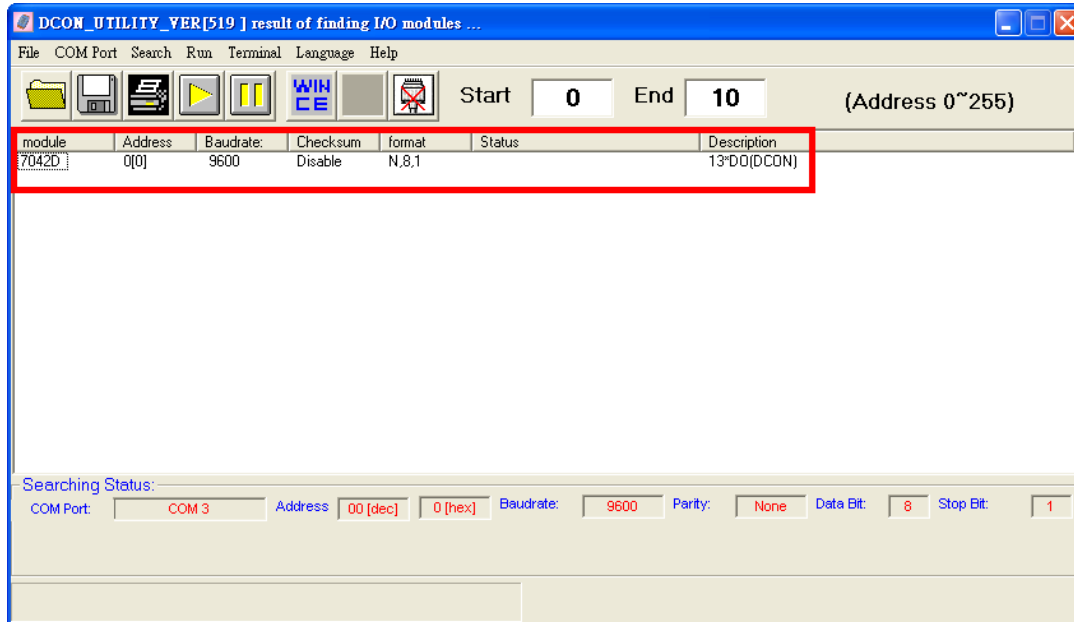 DCON_UTILITY_VER[519 ] result of finding I/O modules ...
File COM Port Search Run Terminal Language Help
WIN CE Start 0 End 10 (Address 0~255)
module Address Baudrate: Checksum format Status Description
7042D 0[0] 9600 Disable N,8,1 13*DO(DCON)
Searching Status:
COM Port: COM 3 Address 00 [dec] 0 [hex] Baudrate: 9600 Parity: None Data Bit: 8 Stop Bit: 1